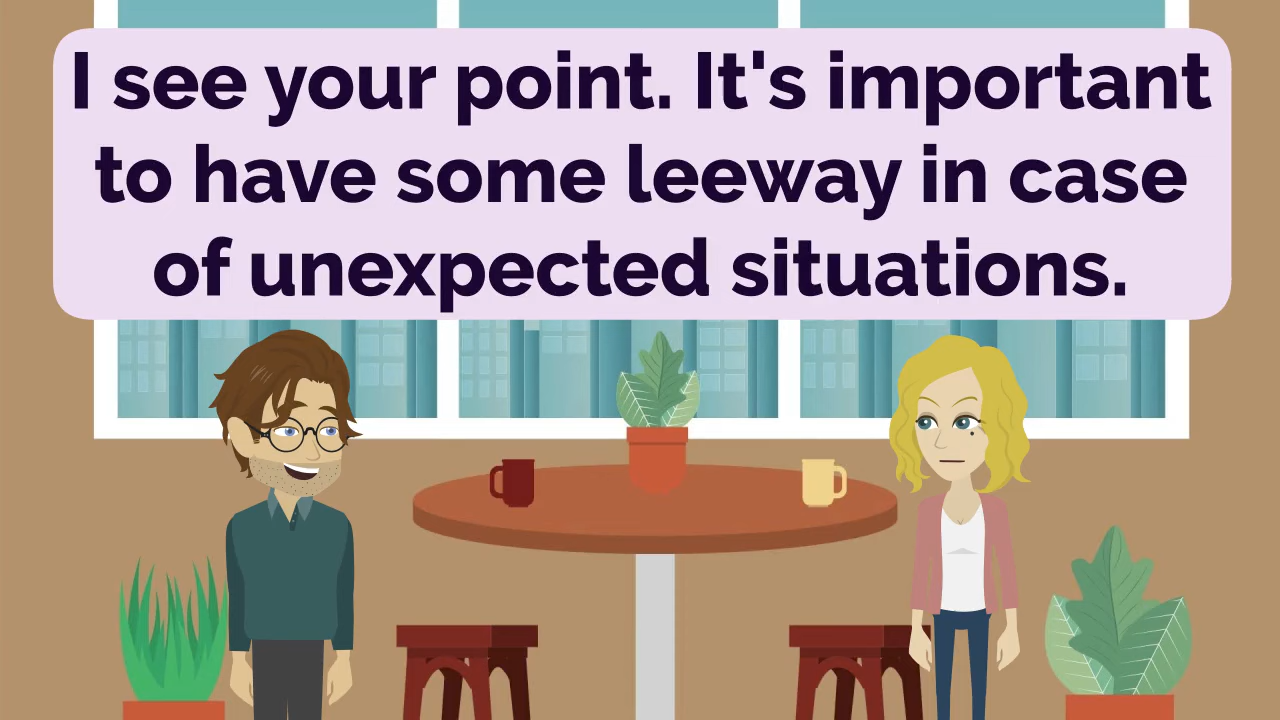 I see your point. It's important
to have some leeway in case
of unexpected situations.